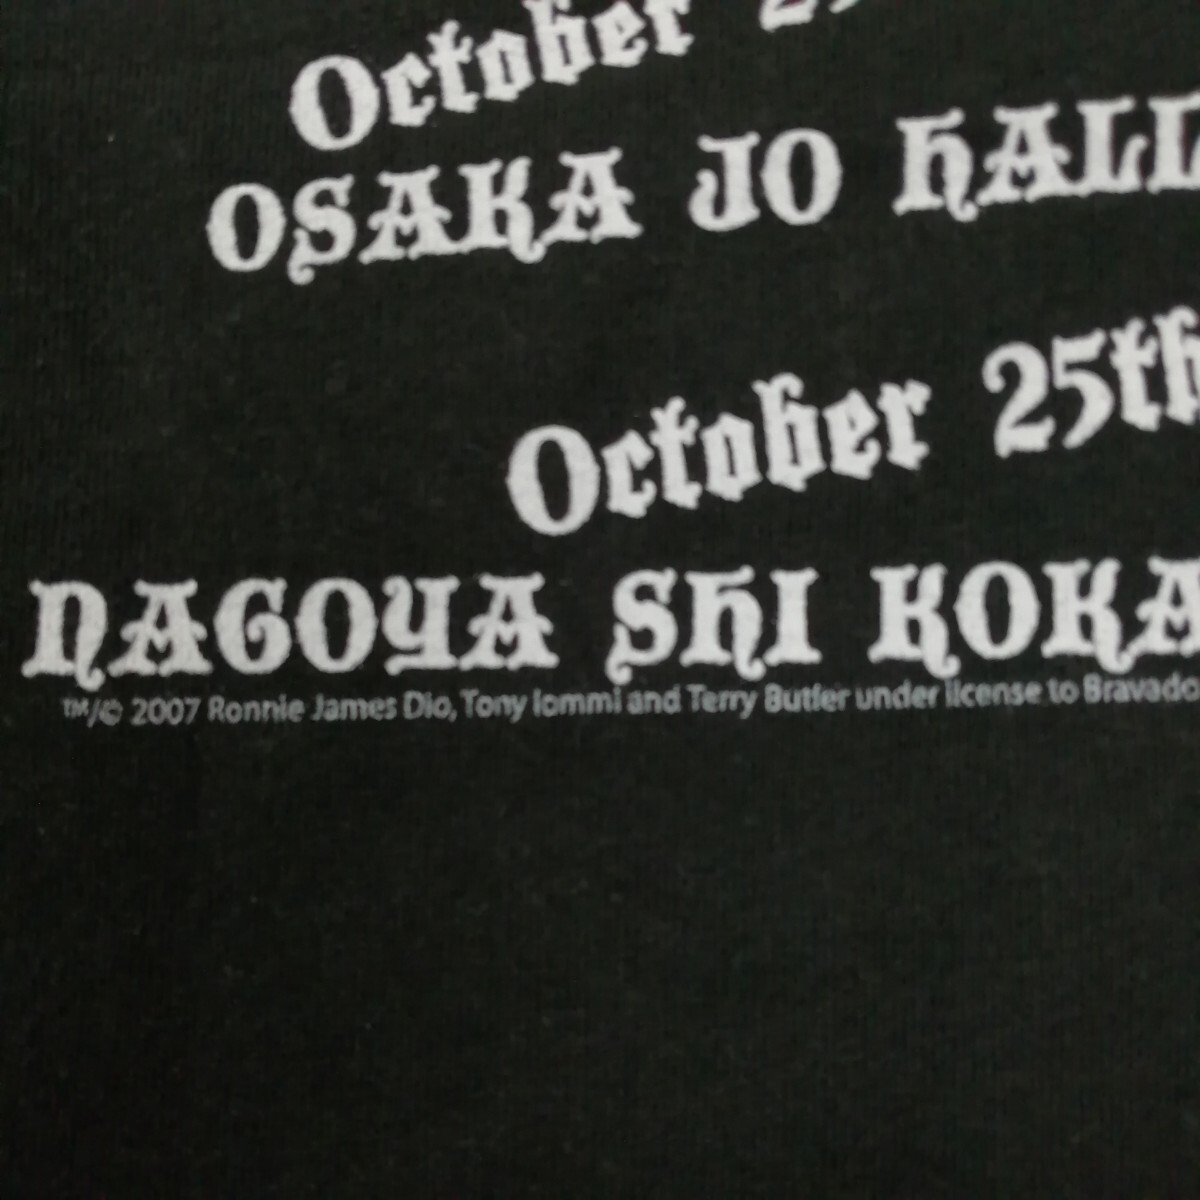 October
OSAKA JO HALL
October 25th
NAGOYA SHI KOKA
™/© 2007 Ronnie James Dio, Tony Iommi and Terry Butler under license to Bravado